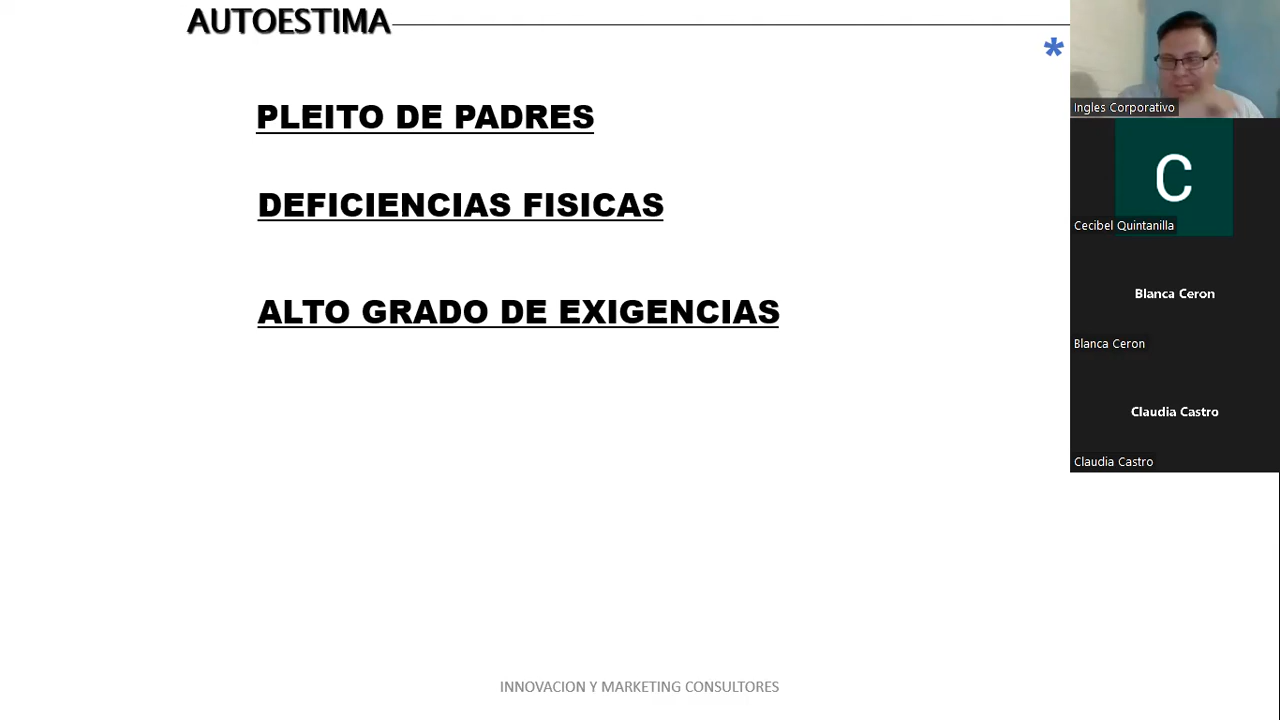 AUTOESTIMA
*
PLEITO DE PADRES
DEFICIENCIAS FISICAS
ALTO GRADO DE EXIGENCIAS
INNOVACION Y MARKETING CONSULTORES
Ingles Corporativo
C
Cecibel Quintanilla
Blanca Ceron
Blanca Ceron
Claudia Castro
Claudia Castro